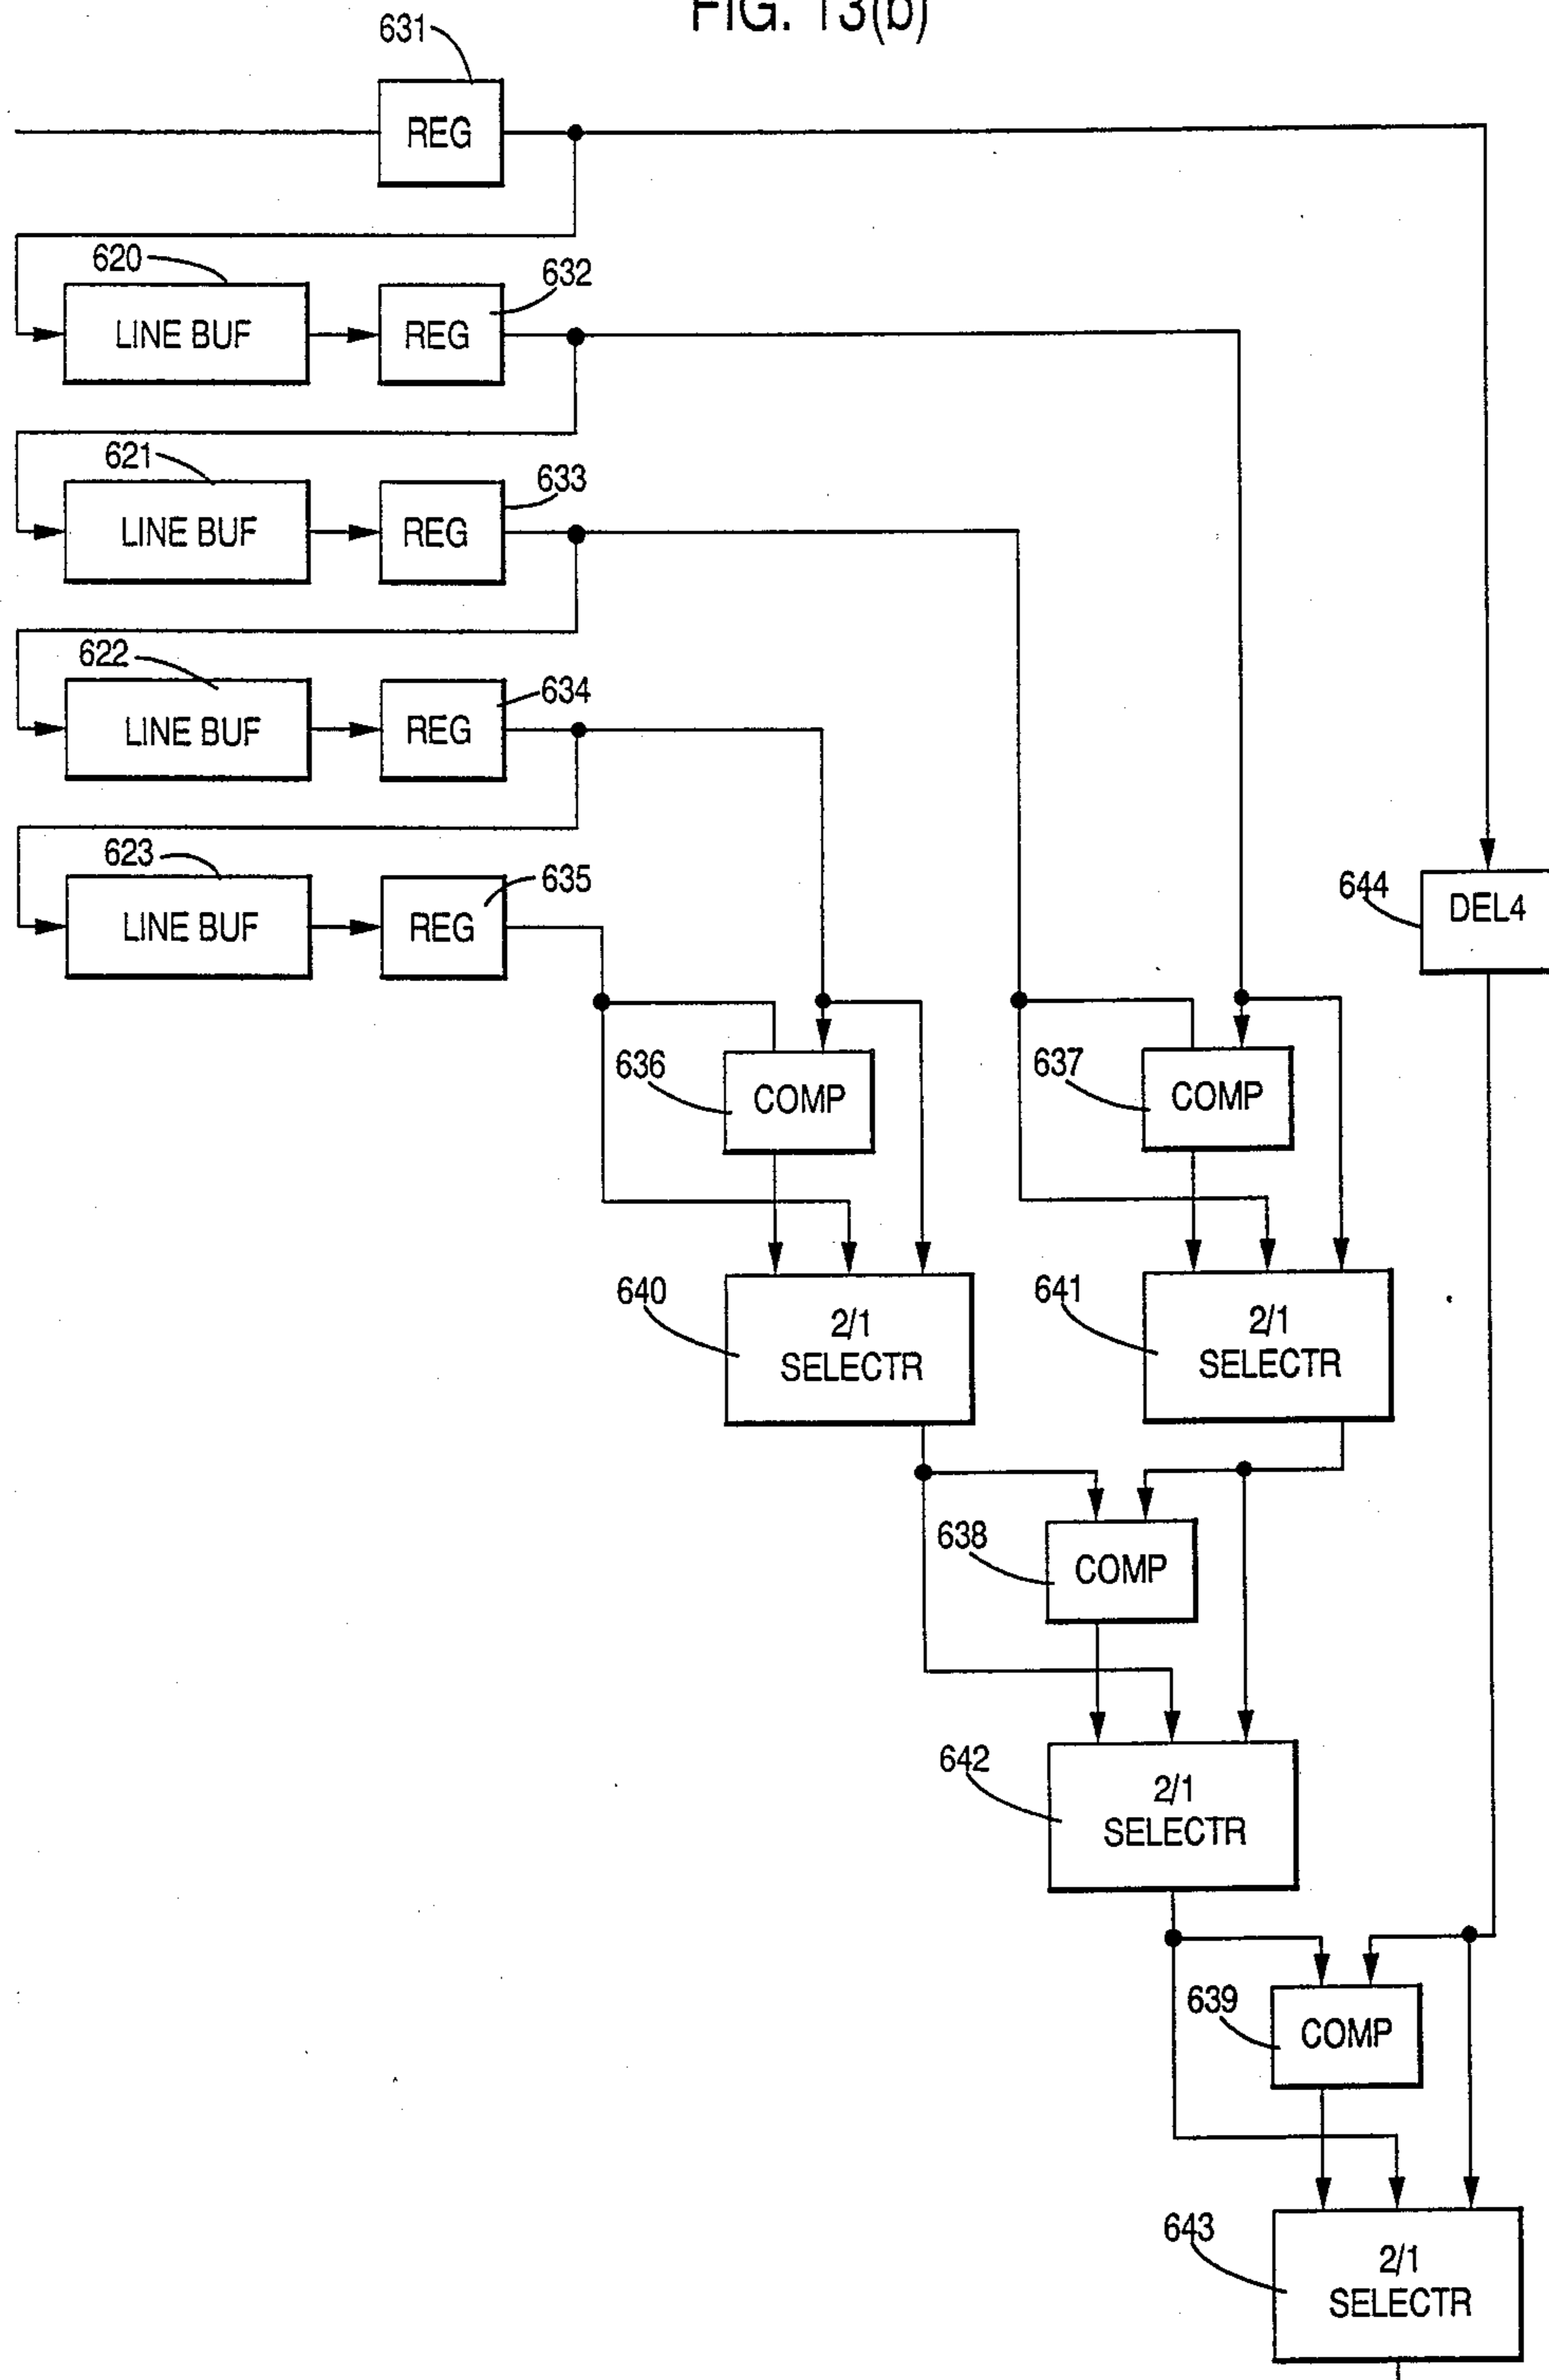 FIG. 13(b)
631
REG
620
632
LINE BUF
REG
621
633
LINE BUF
REG
622
634
LINE BUF
REG
623
635
LINE BUF
REG
644
DEL4
636
COMP
637
COMP
640
2/1
SELECTR
641
2/1
SELECTR
638
COMP
642
2/1
SELECTR
639
COMP
643
2/1
SELECTR